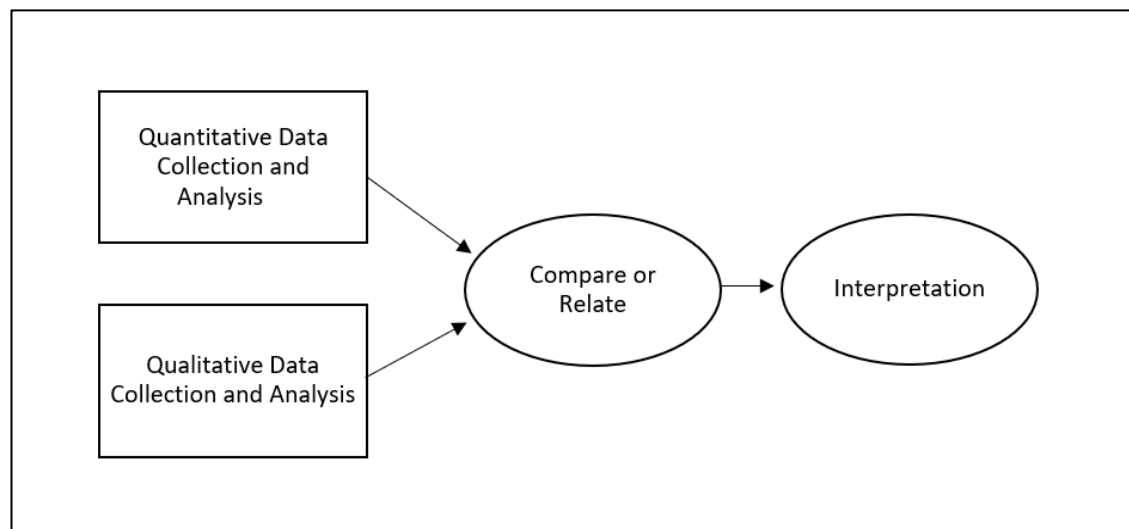 Quantitative Data
Collection and
Analysis
Qualitative Data
Collection and Analysis
Compare or
Relate
Interpretation